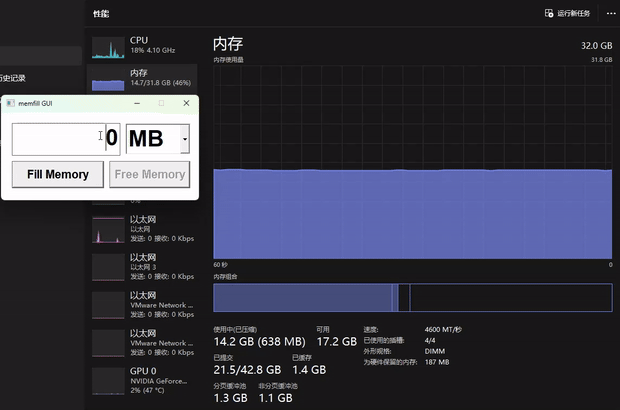 性能
运行新任务
CPU
18% 4.10 GHz
历史记录
内存
14.7/31.8 GB (46%)
memfill GUI
0
MB
Fill Memory
Free Memory
以太网
以太网
发送: 0 接收: 0 Kbps
以太网
以太网 3
发送: 0 接收: 0 Kbps
以太网
VMware Network ...
发送: 0 接收: 0 Kbps
以太网
VMware Network ...
发送: 0 接收: 0 Kbps
GPU 0
NVIDIA GeForce...
2% (47 °C)
内存
32.0 GB
内存使用量
31.8 GB
60 秒
0
内存组合
使用中(已压缩)
14.2 GB (638 MB)
可用
17.2 GB
已提交
21.5/42.8 GB
已缓存
1.4 GB
分页缓冲池
1.3 GB
非分页缓冲池
1.1 GB
速度: 4600 MT/秒
已使用的插槽: 4/4
外形规格: DIMM
为硬件保留的内存: 187 MB